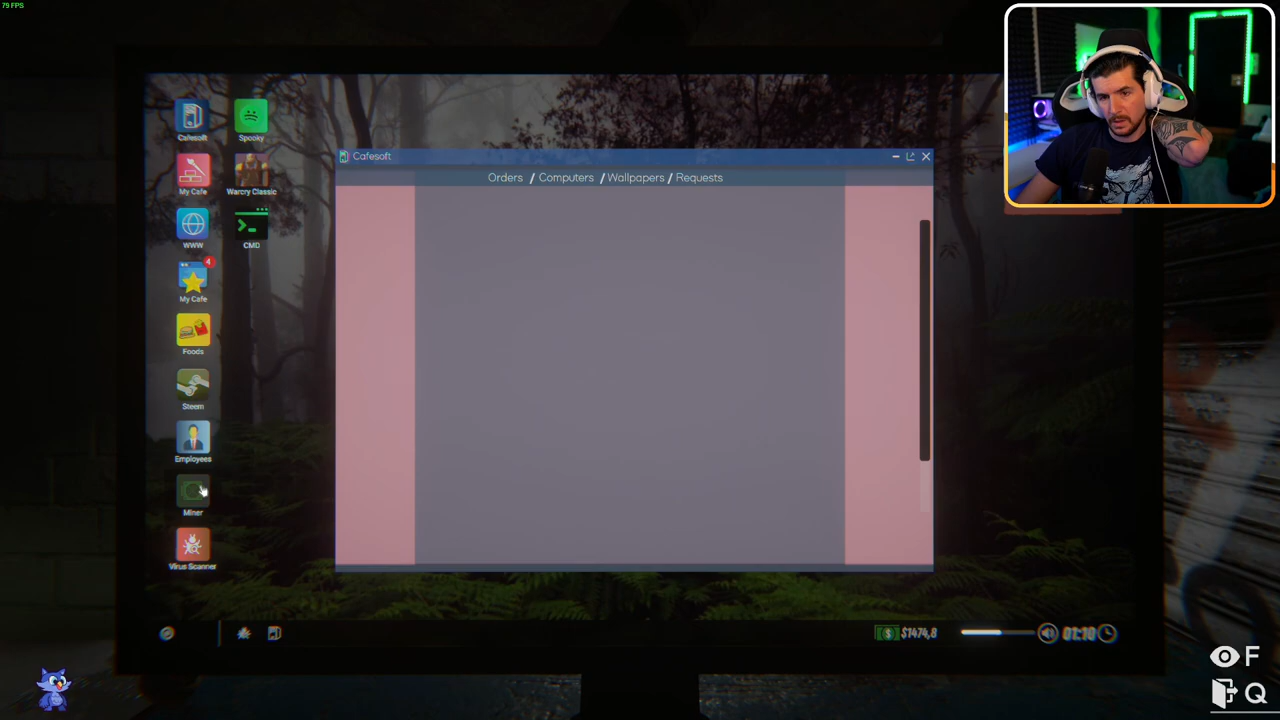 79 FPS
Cafesoft
Spooky
My Cafe
Warcry Classic
WWW
CMD
4
My Cafe
Foods
Steem
Employees
Miner
Virus Scanner
Cafesoft
Orders / Computers / Wallpapers / Requests
$1474,8
01:10
F
Q